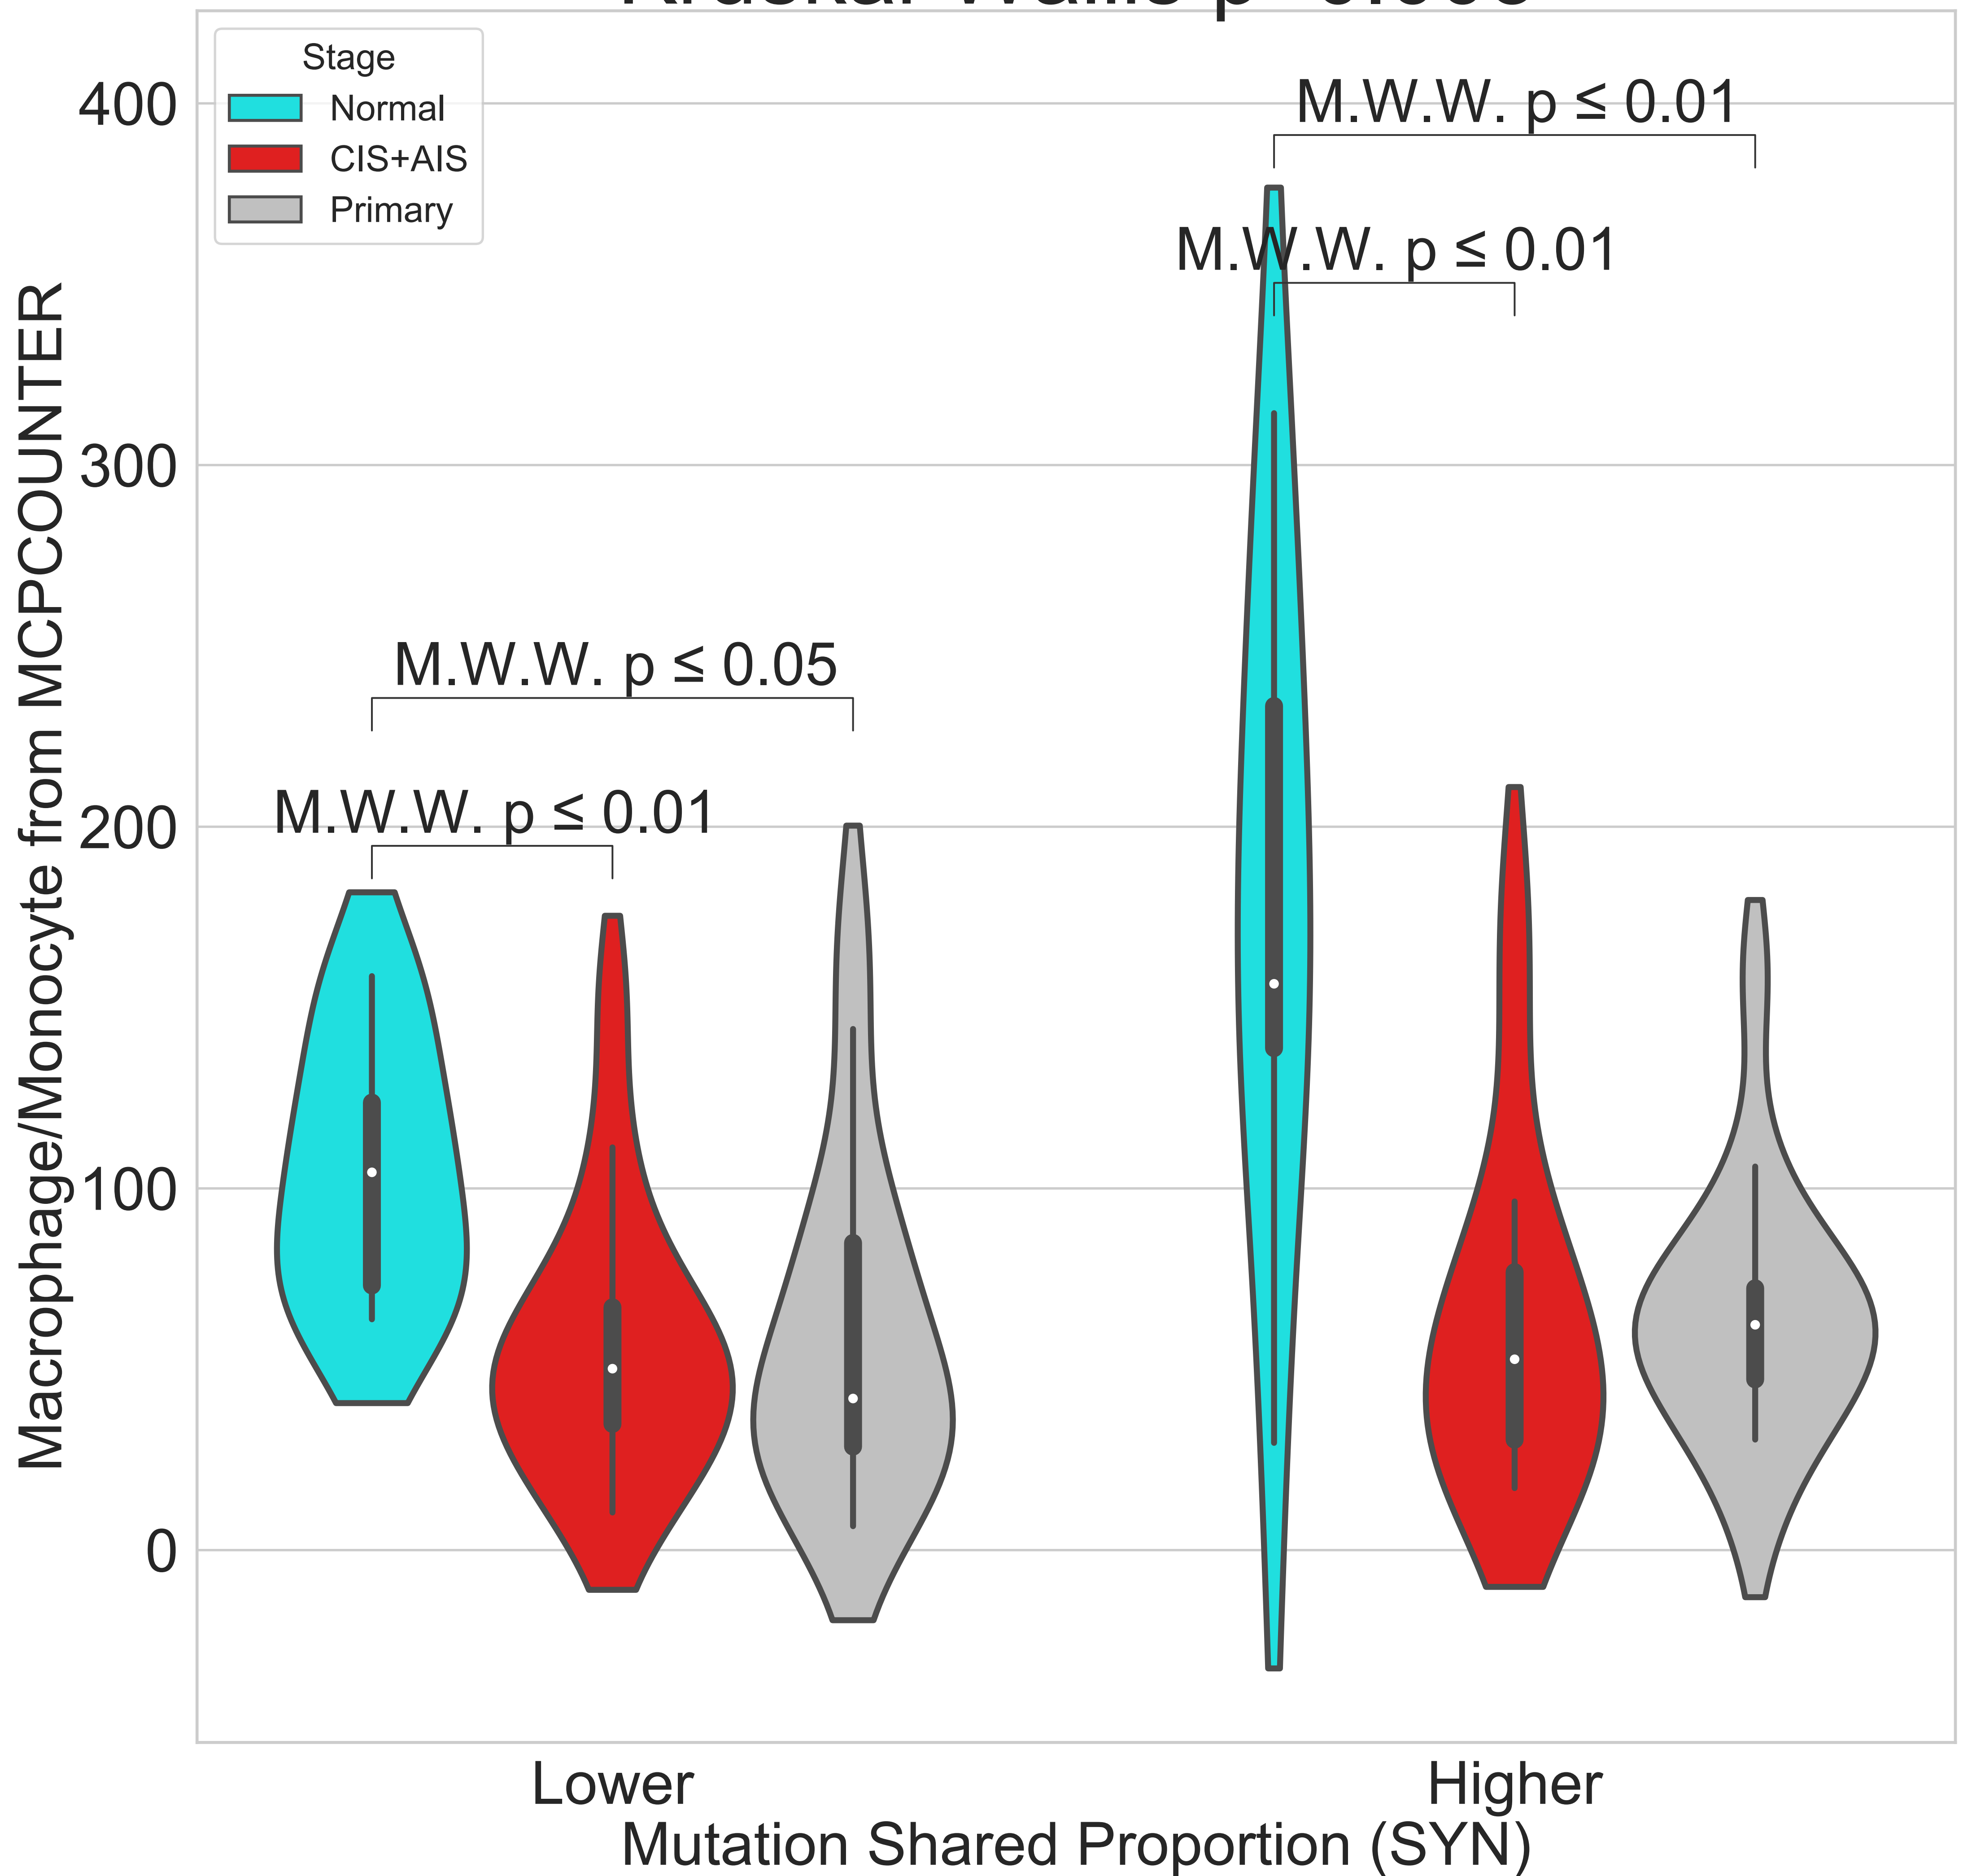 Stage
Normal
CIS+AIS
Primary
400
300
200
100
0
Macrophage/Monocyte from MCPCOUNTER
M.W.W. p ≤ 0.01
M.W.W. p ≤ 0.01
M.W.W. p ≤ 0.05
M.W.W. p ≤ 0.01
Lower
Higher
Mutation Shared Proportion (SYN)